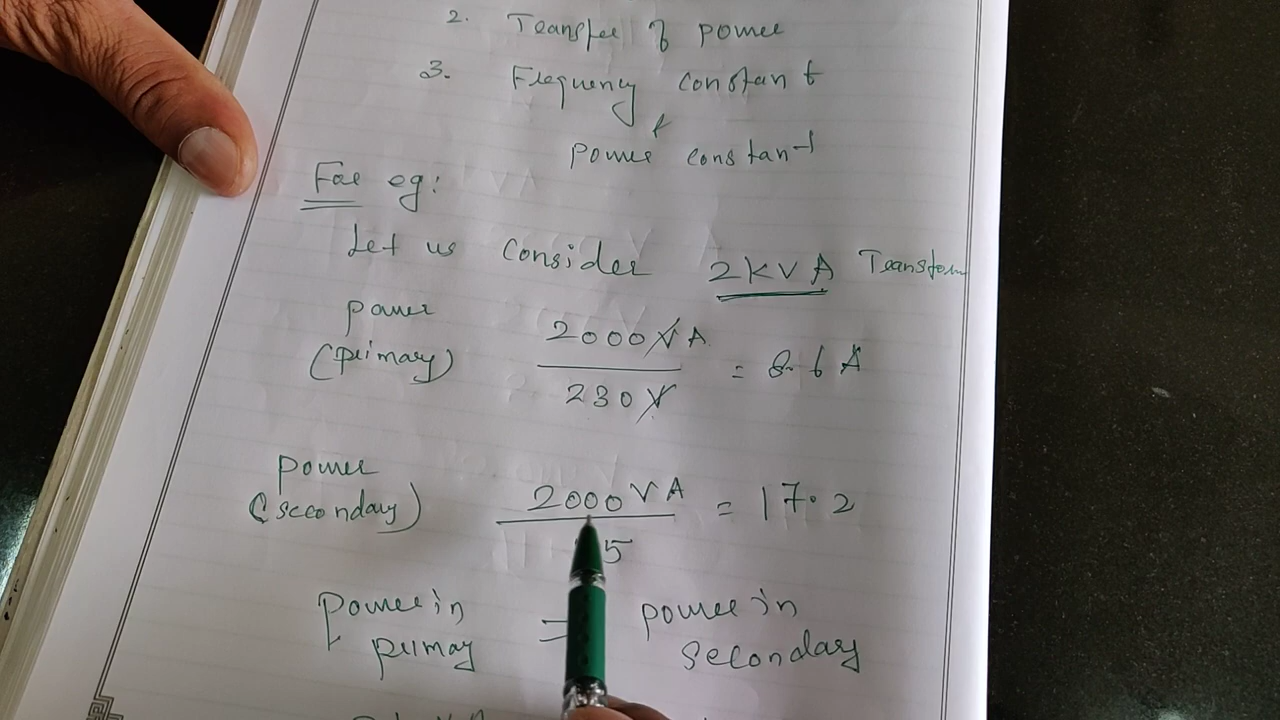 2. Transfer of power
3. Frequency constant
&
power constant
For eg:
Let us consider 2KVA Transform
power
(primary) 2000VA / 230V = 8.6 A
power
(secondary) 2000VA / 5 = 17.2
Power in primary = power in secondary